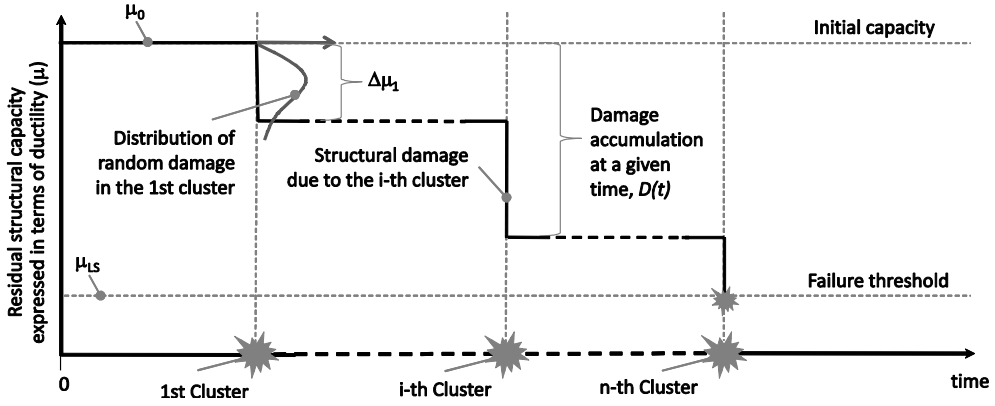 μ0
Initial capacity
Residual structural capacity
expressed in terms of ductility (μ)
Δμ1
Distribution of
random damage
in the 1st cluster
Structural damage
due to the i-th cluster
Damage
accumulation
at a given
time, D(t)
μLS
Failure threshold
0
1st Cluster
i-th Cluster
n-th Cluster
time